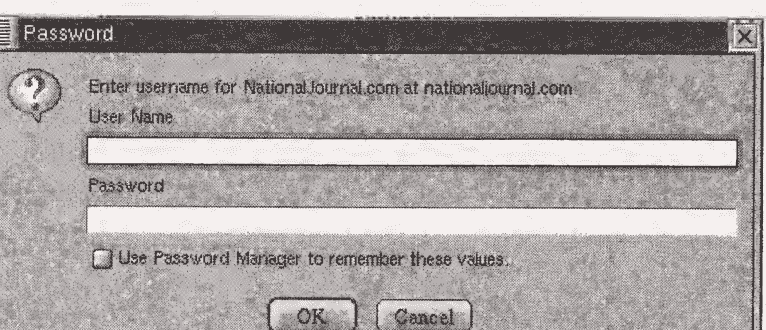 Password
Enter username for NationalJournal.com at nationaljournal.com
User Name
Password
Use Password Manager to remember these values.
OK Cancel